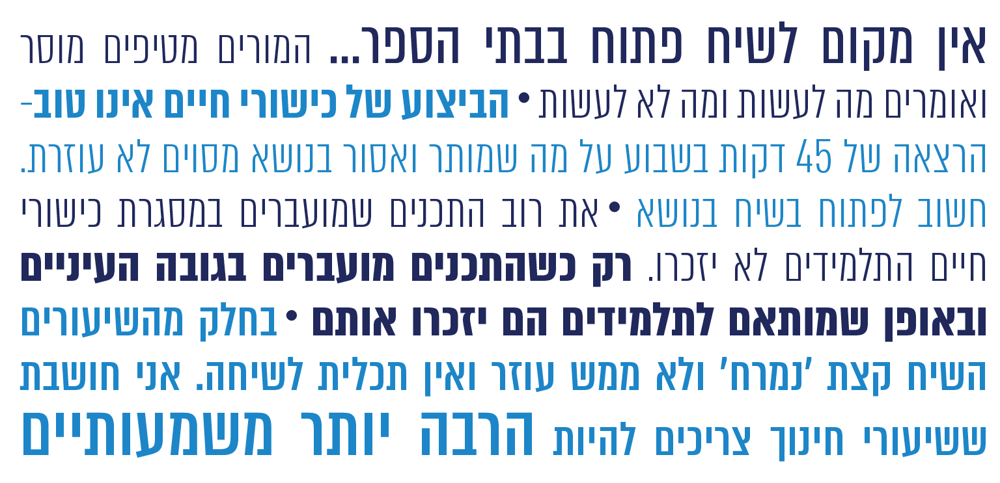 אין מקום לשיח פתוח בבתי הספר... המורים מטיפים מוסר
ואומרים מה לעשות ומה לא לעשות • הביצוע של כישורי חיים אינו טוב-
הרצאה של 45 דקות בשבוע על מה שמותר ואסור בנושא מסוים לא עוזרת.
חשוב לפתוח בשיח בנושא • את רוב התכנים שמועברים במסגרת כישורי
חיים התלמידים לא יזכרו. רק כשהתכנים מועברים בגובה העיניים
ובאופן שמותאם לתלמידים הם יזכרו אותם • בחלק מהשיעורים
השיח קצת 'נמרח' ולא ממש עוזר ואין תכלית לשיחה. אני חושבת
ששיעורי חינוך צריכים להיות הרבה יותר משמעותיים